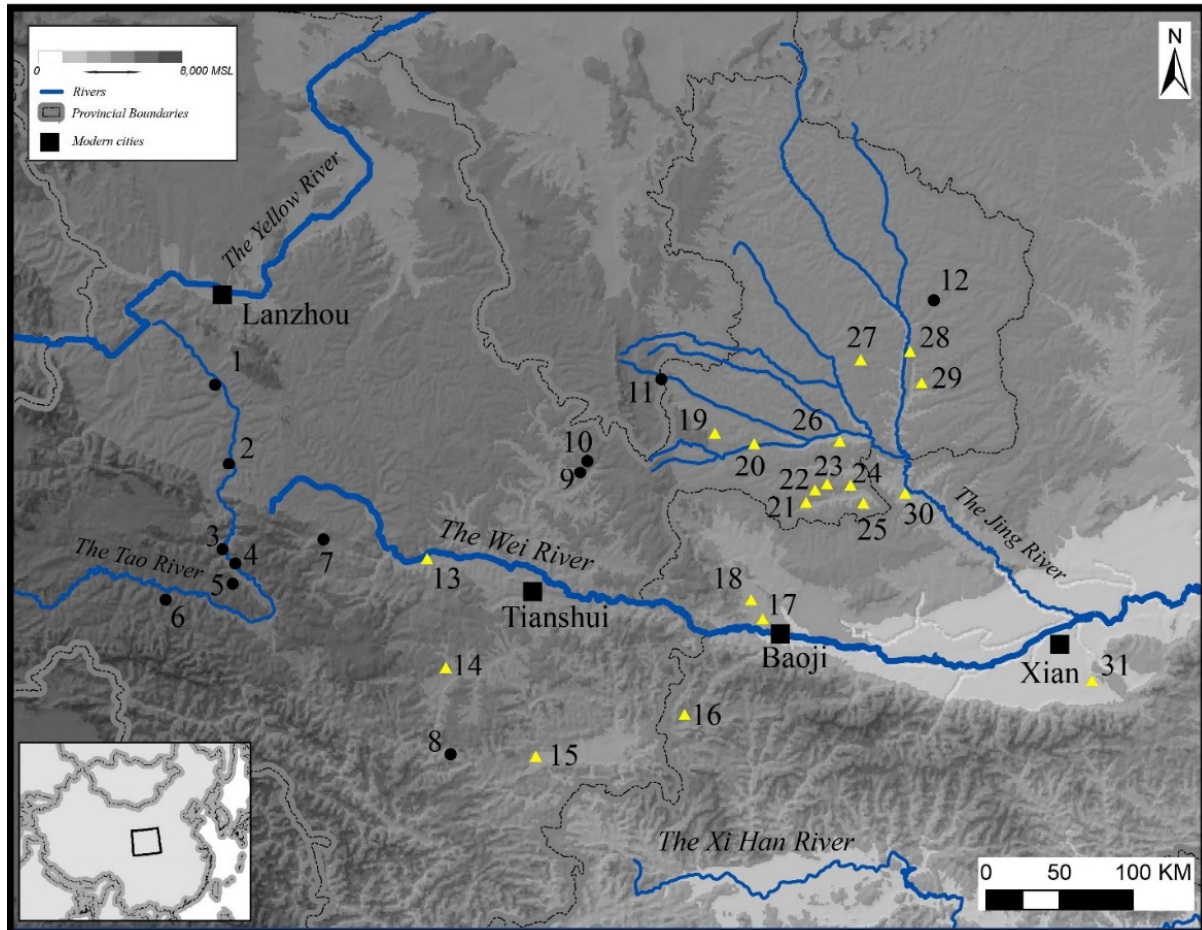 N
0
8,000 MSL
Rivers
Provincial Boundaries
Modern cities
The Yellow River
Lanzhou
1
2
3
4
5
6
7
The Tao River
The Wei River
Tianshui
8
9
10
11
12
13
14
15
16
17
18
19
20
21
22
23
24
25
26
27
28
29
30
31
The Jing River
Baoji
Xian
The Xi Han River
0 50 100 KM